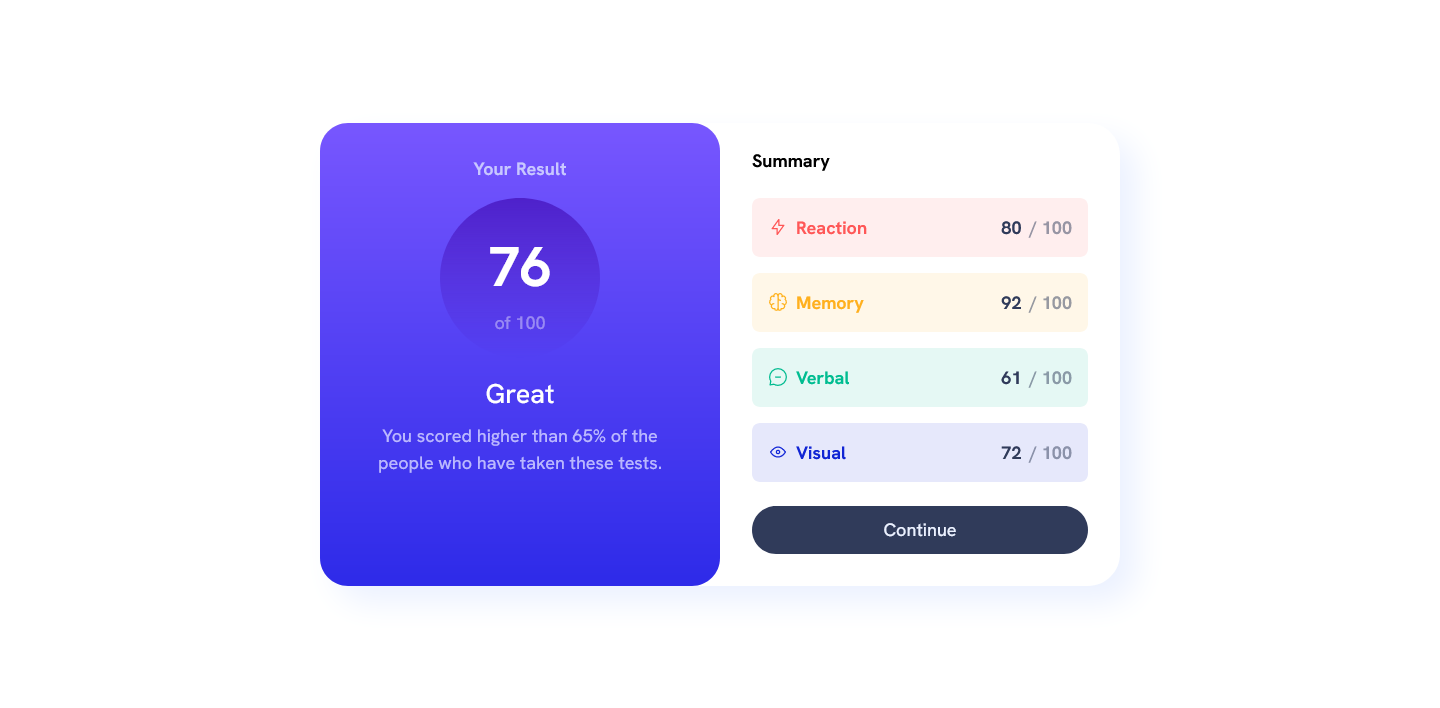 Your Result
76
of 100
Great
You scored higher than 65% of the
people who have taken these tests.
Summary
Reaction 80 / 100
Memory 92 / 100
Verbal 61 / 100
Visual 72 / 100
Continue